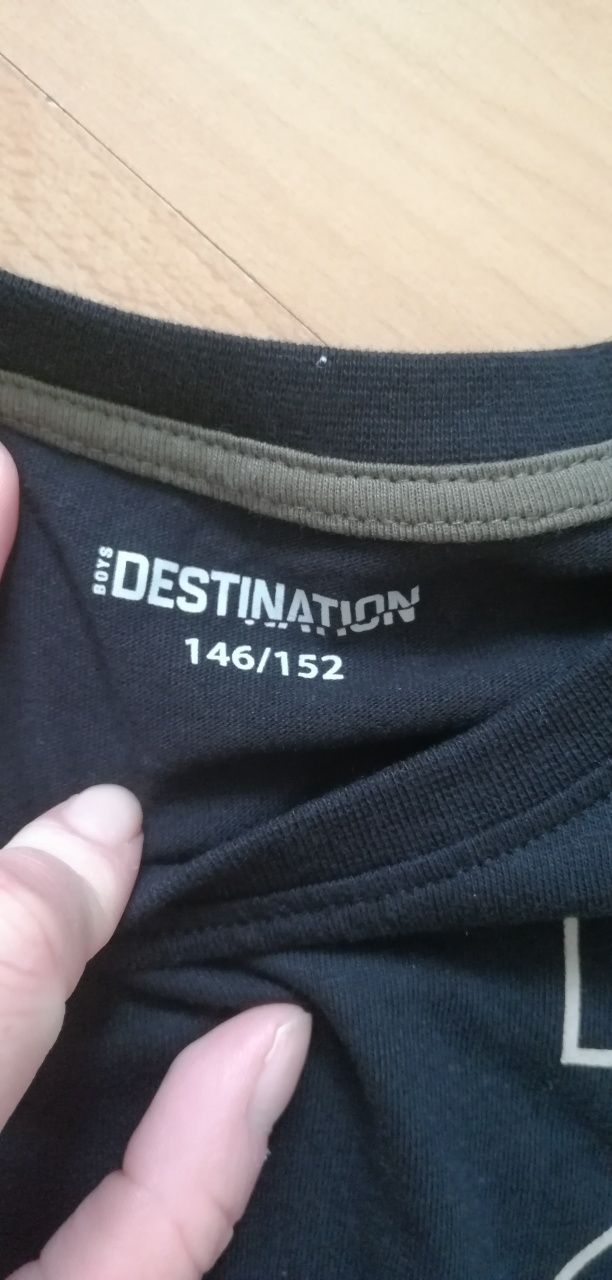 BOYS
DESTINATION
146/152